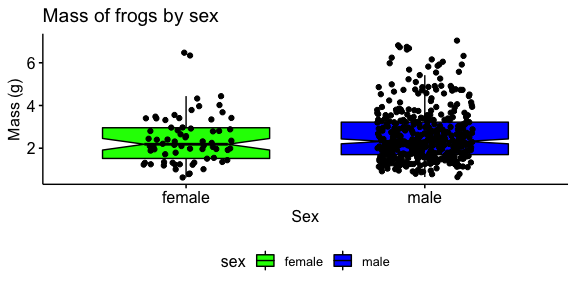 Mass of frogs by sex
Mass (g)
6
4
2
female
male
Sex
sex
female
male